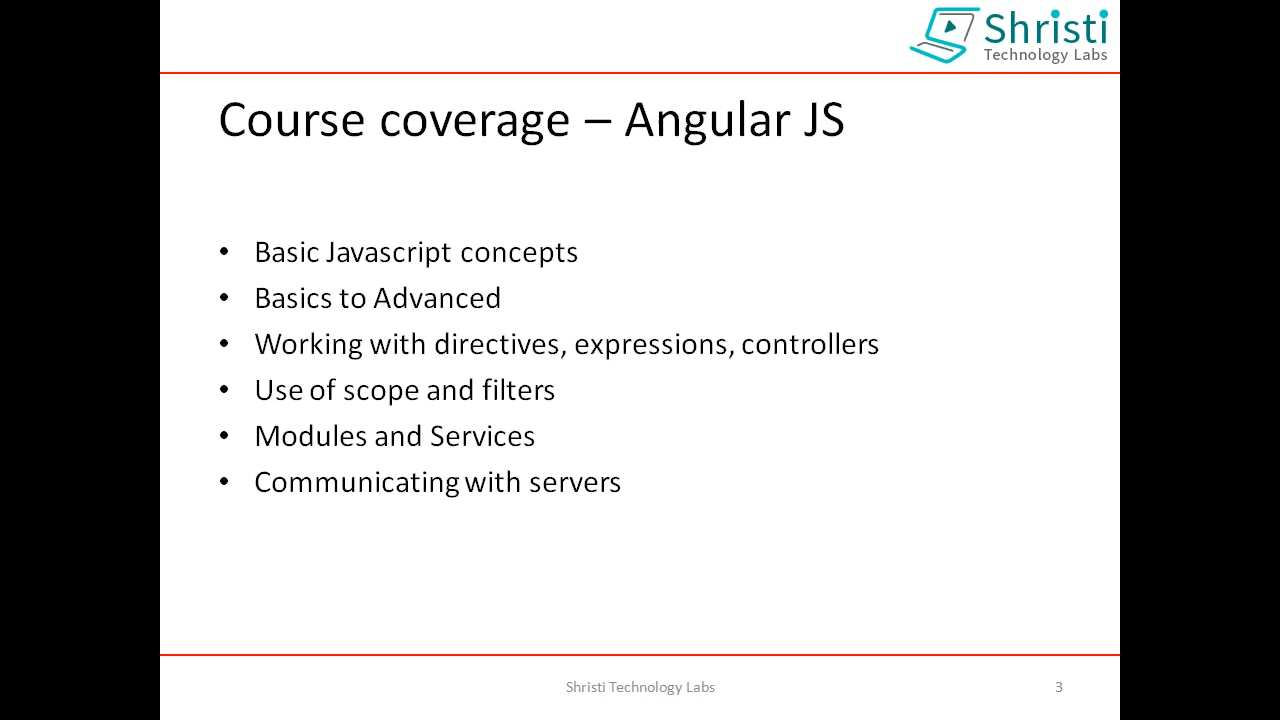 Shristi
Technology Labs
Course coverage – Angular JS
• Basic Javascript concepts
• Basics to Advanced
• Working with directives, expressions, controllers
• Use of scope and filters
• Modules and Services
• Communicating with servers
Shristi Technology Labs
3